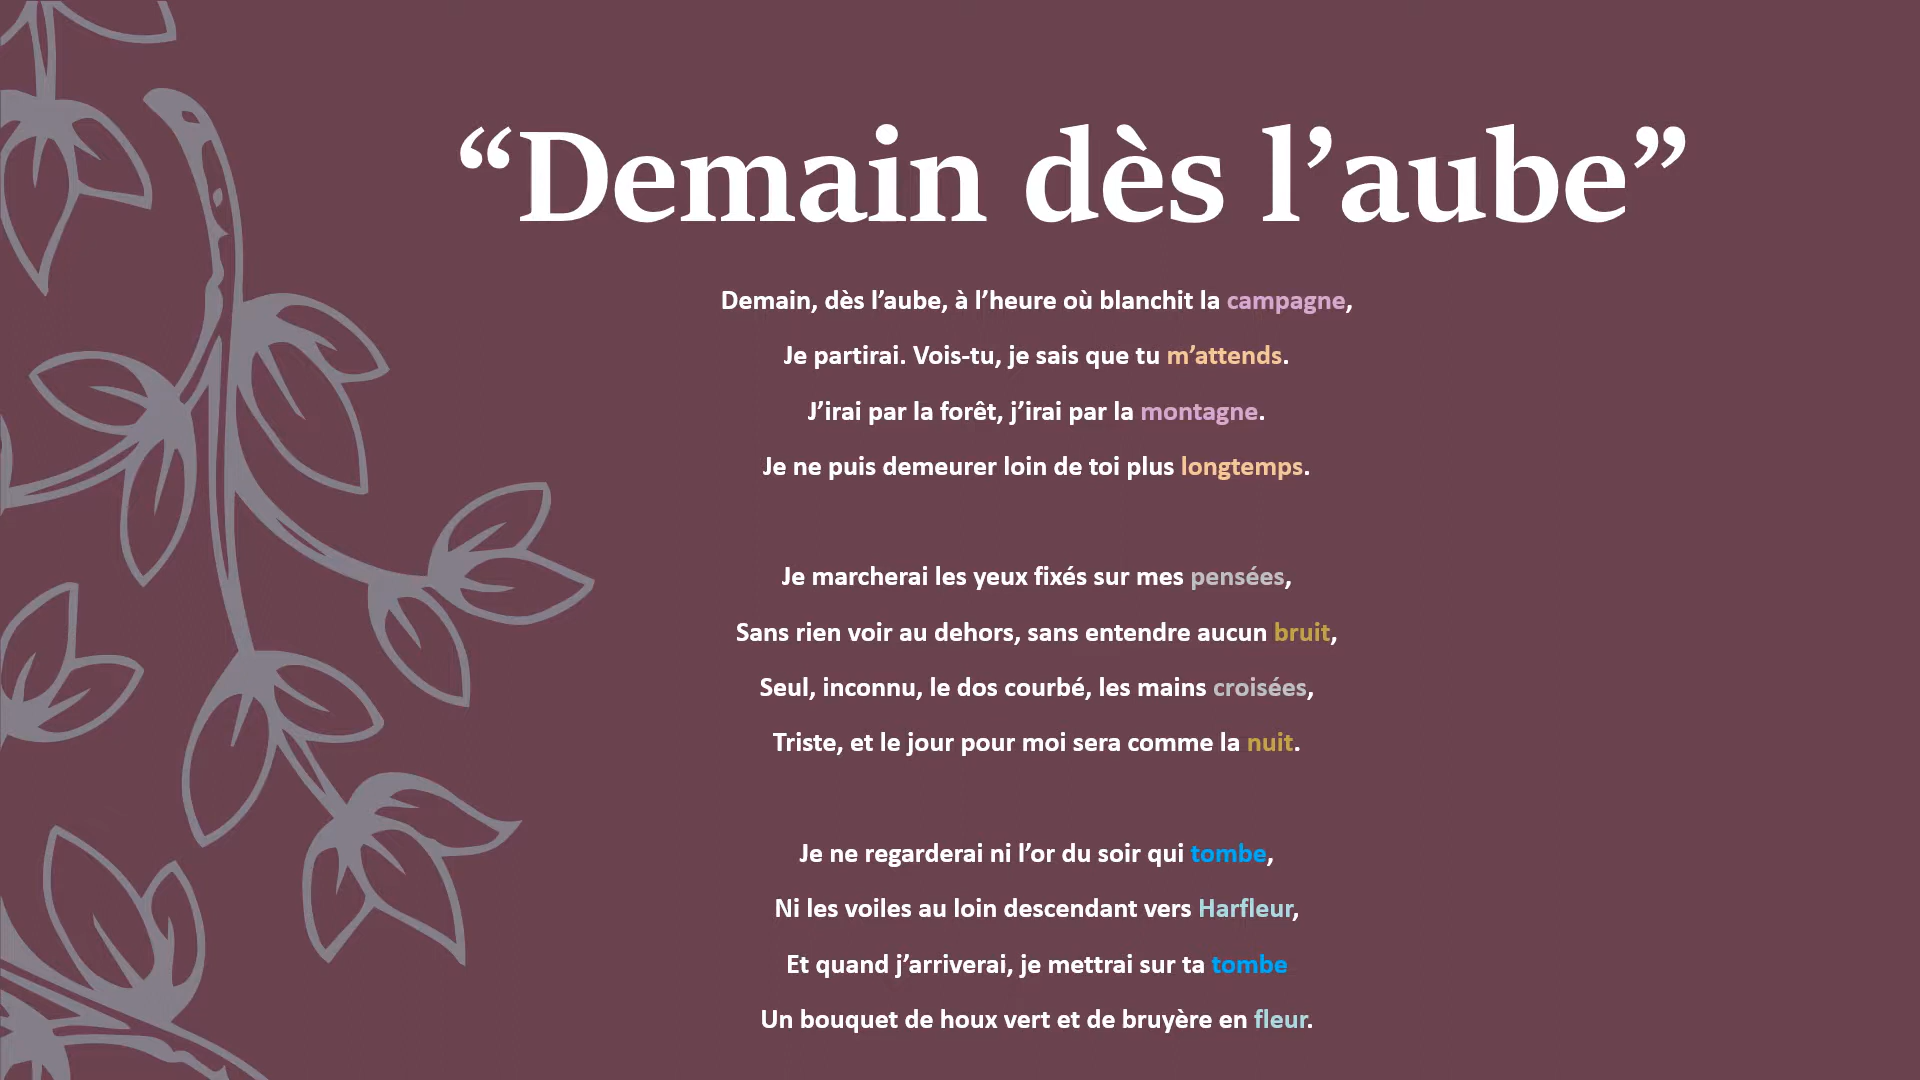 “Demain dès l’aube”
Demain, dès l’aube, à l’heure où blanchit la campagne,
Je partirai. Vois-tu, je sais que tu m’attends.
J’irai par la forêt, j’irai par la montagne.
Je ne puis demeurer loin de toi plus longtemps.
Je marcherai les yeux fixés sur mes pensées,
Sans rien voir au dehors, sans entendre aucun bruit,
Seul, inconnu, le dos courbé, les mains croisées,
Triste, et le jour pour moi sera comme la nuit.
Je ne regarderai ni l’or du soir qui tombe,
Ni les voiles au loin descendant vers Harfleur,
Et quand j’arriverai, je mettrai sur ta tombe
Un bouquet de houx vert et de bruyère en fleur.